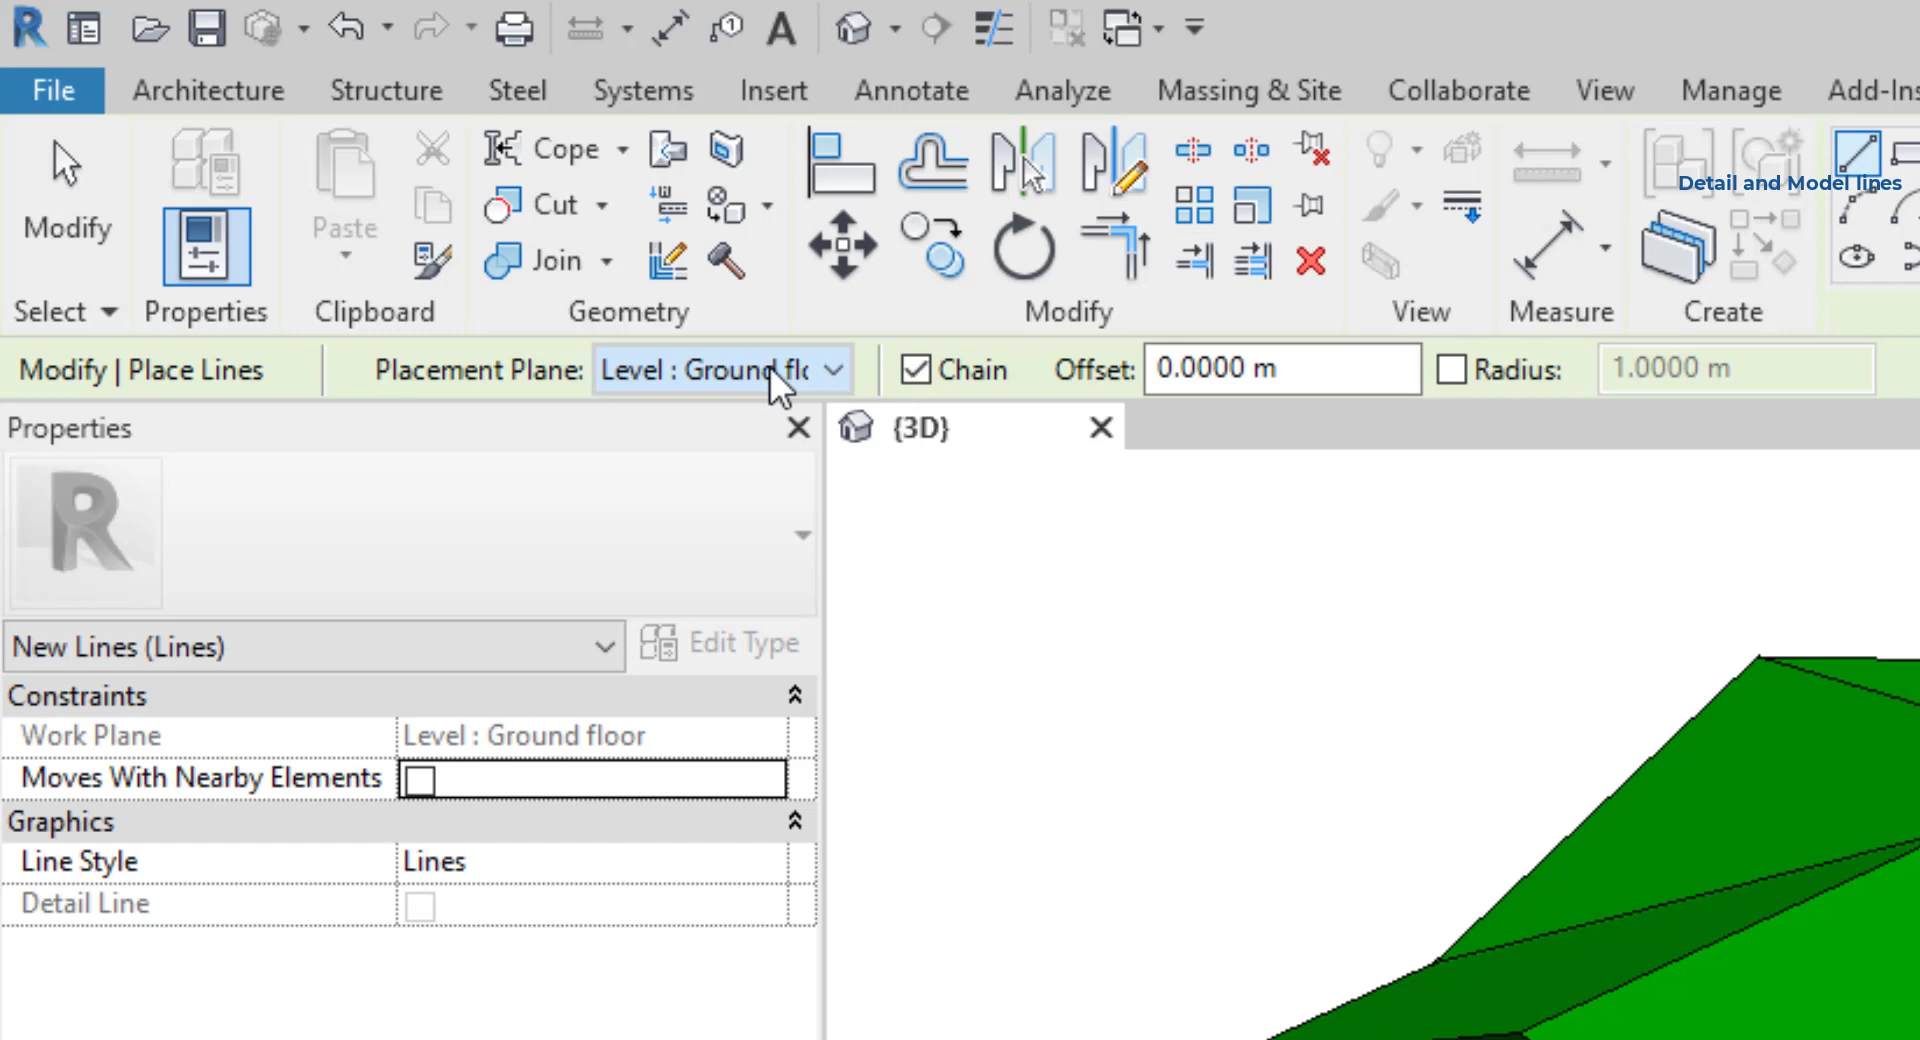 File Architecture Structure Steel Systems Insert Annotate Analyze Massing & Site Collaborate View Manage Add-Ins
Modify
Paste
Cope
Cut
Join
Detail and Model lines
Select Properties Clipboard Geometry Modify View Measure Create
Modify | Place Lines Placement Plane: Level : Ground flo Chain Offset: 0.0000 m Radius: 1.0000 m
Properties
{3D}
New Lines (Lines) Edit Type
Constraints
Work Plane Level : Ground floor
Moves With Nearby Elements
Graphics
Line Style Lines
Detail Line